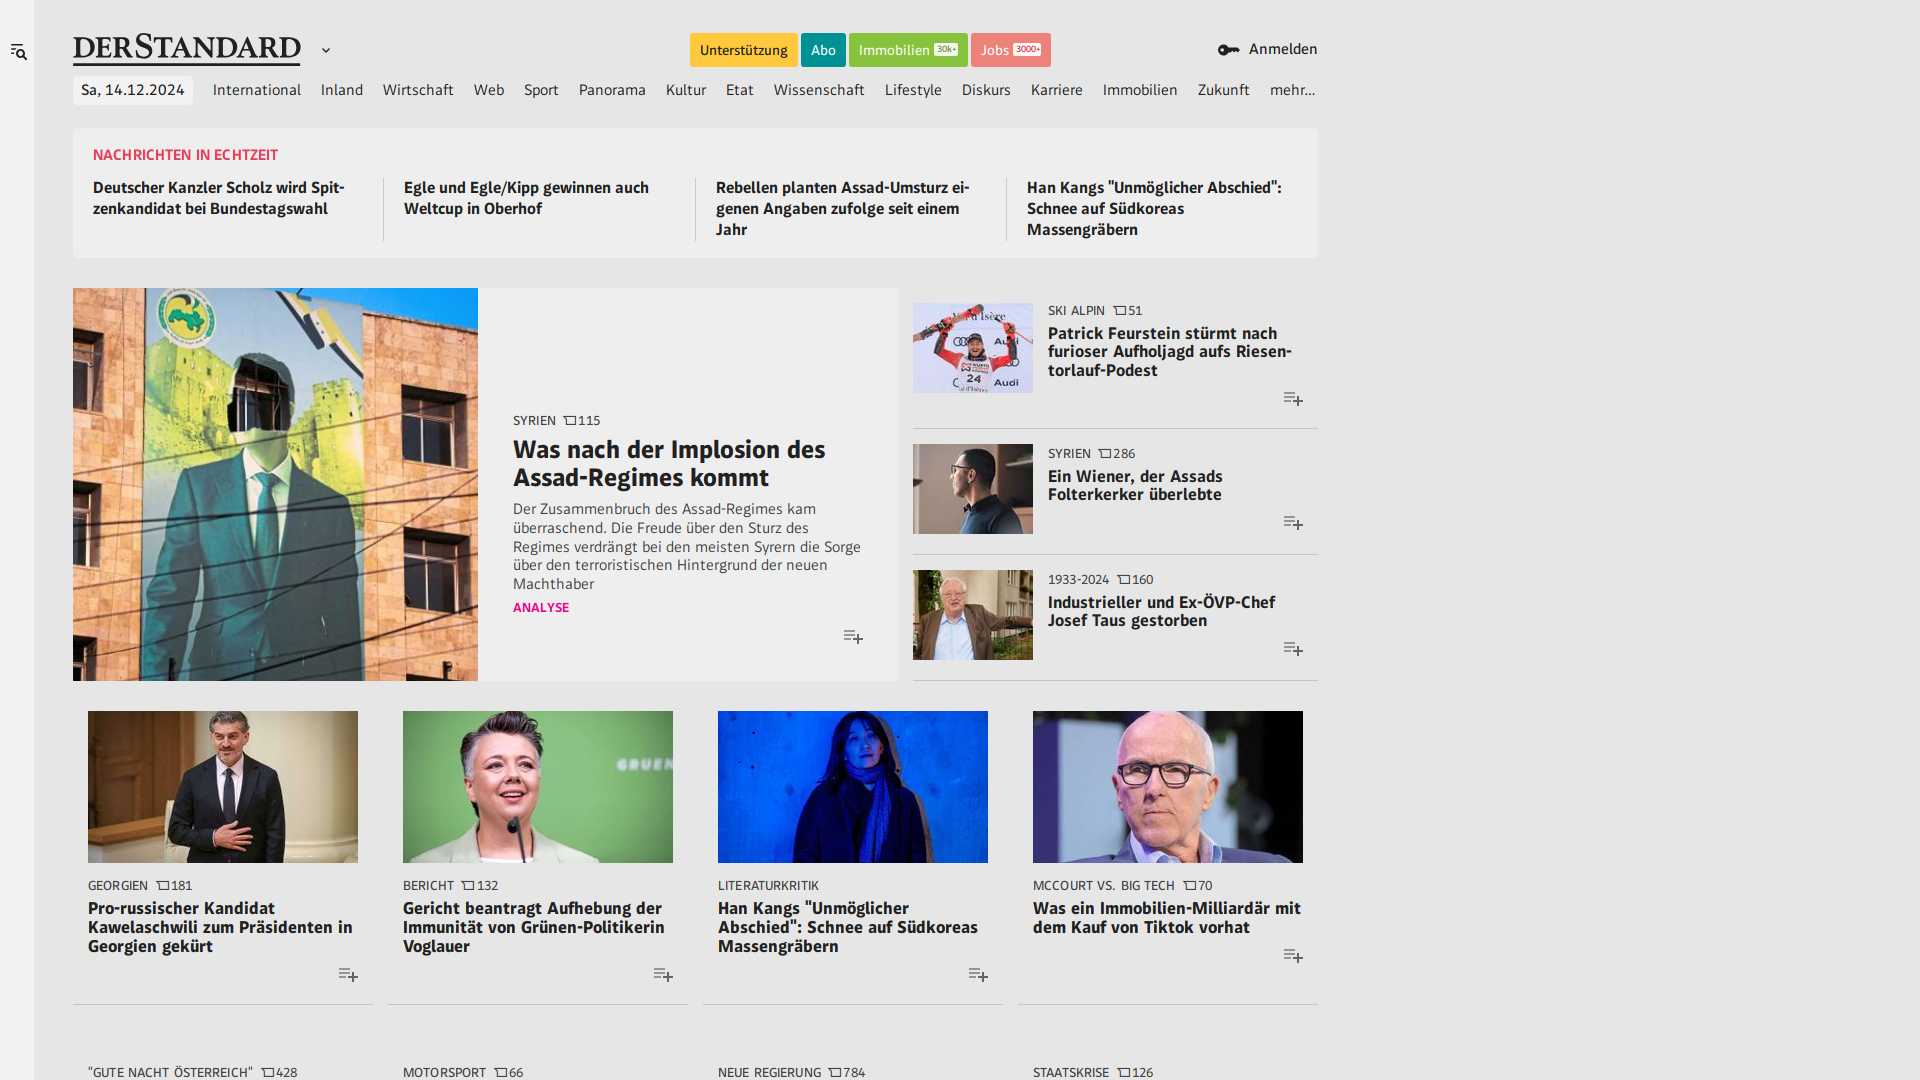 DERSTANDARD
Unterstützung
Abo
Immobilien 30k+
Jobs 3000+
Anmelden
Sa, 14.12.2024
International
Inland
Wirtschaft
Web
Sport
Panorama
Kultur
Etat
Wissenschaft
Lifestyle
Diskurs
Karriere
Immobilien
Zukunft
mehr...
NACHRICHTEN IN ECHTZEIT
Deutscher Kanzler Scholz wird Spit-
zenkandidat bei Bundestagswahl
Egle und Egle/Kipp gewinnen auch
Weltcup in Oberhof
Rebellen planten Assad-Umsturz ei-
genen Angaben zufolge seit einem
Jahr
Han Kangs "Unmöglicher Abschied":
Schnee auf Südkoreas
Massengräbern
SYRIEN 115
Was nach der Implosion des
Assad-Regimes kommt
Der Zusammenbruch des Assad-Regimes kam
überraschend. Die Freude über den Sturz des
Regimes verdrängt bei den meisten Syrern die Sorge
über den terroristischen Hintergrund der neuen
Machthaber
ANALYSE
Audi
24
SKI ALPIN 51
Patrick Feurstein stürmt nach
furioser Aufholjagd aufs Riesen-
torlauf-Podest
SYRIEN 286
Ein Wiener, der Assads
Folterkerker überlebte
1933-2024 160
Industrieller und Ex-ÖVP-Chef
Josef Taus gestorben
GEORGIEN 181
Pro-russischer Kandidat
Kawelaschwili zum Präsidenten in
Georgien gekürt
GRUEN
BERICHT 132
Gericht beantragt Aufhebung der
Immunität von Grünen-Politikerin
Voglauer
LITERATURKRITIK
Han Kangs "Unmöglicher
Abschied": Schnee auf Südkoreas
Massengräbern
MCCOURT VS. BIG TECH 70
Was ein Immobilien-Milliardär mit
dem Kauf von Tiktok vorhat
"GUTE NACHT ÖSTERREICH" 428
MOTORSPORT 66
NEUE REGIERUNG 784
STAATSKRISE 126